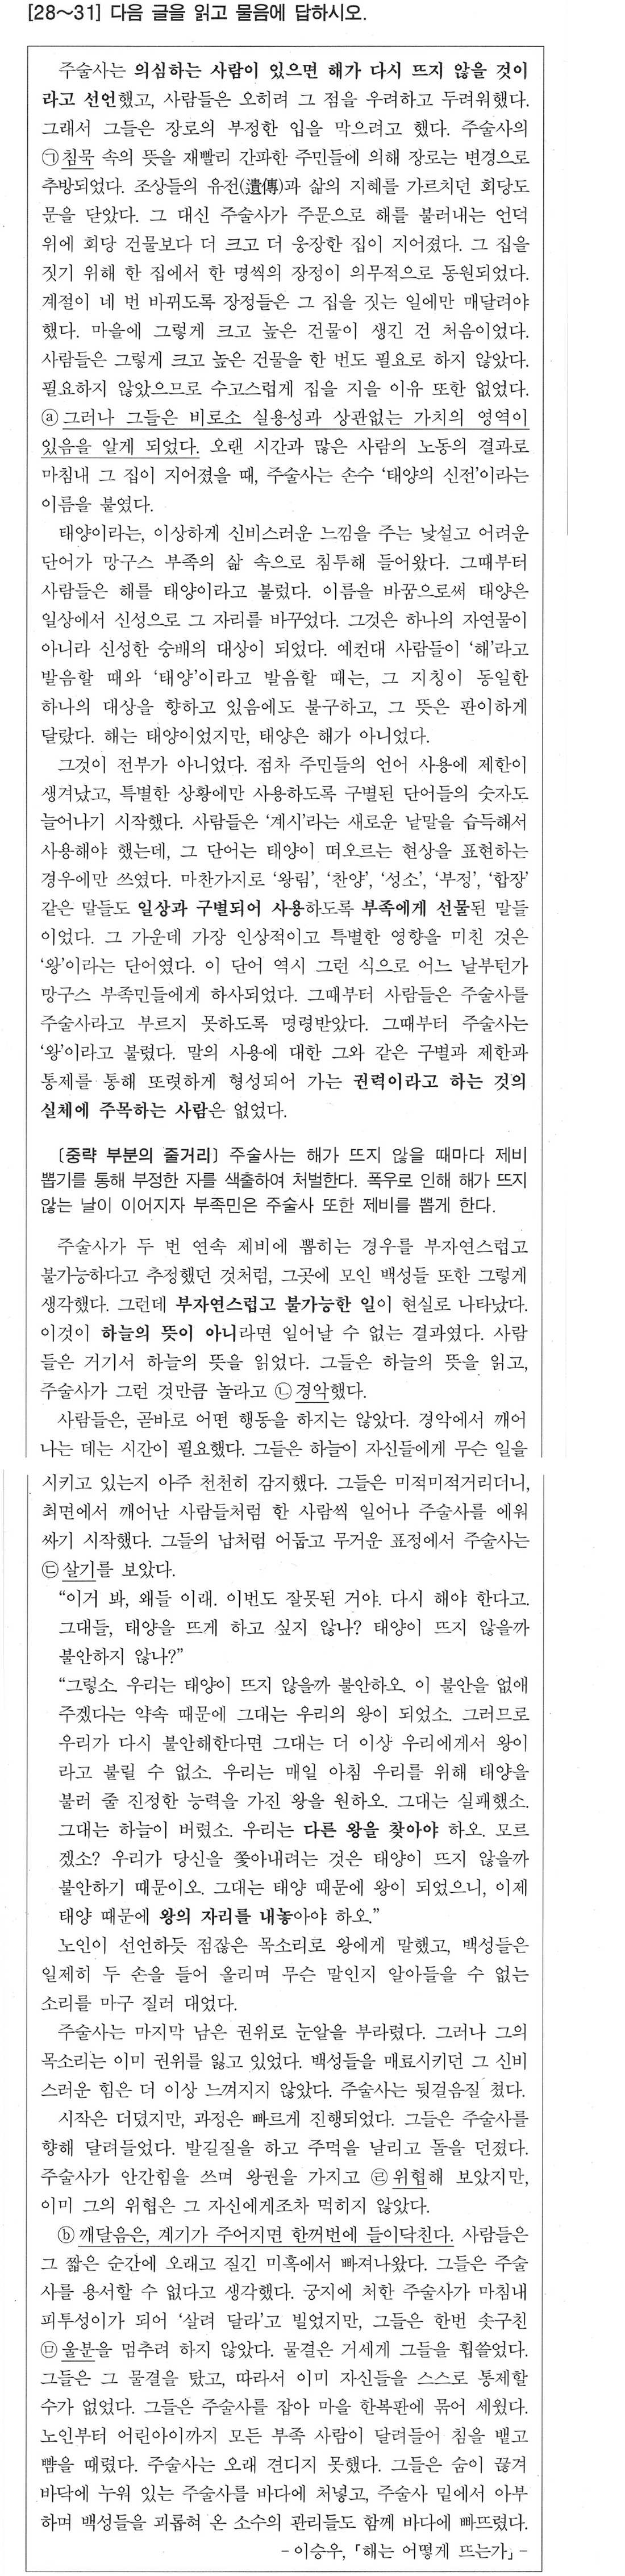 [28～31] 다음 글을 읽고 물음에 답하시오.
주술사는 의심하는 사람이 있으면 해가 다시 뜨지 않을 것이
라고 선언했고, 사람들은 오히려 그 점을 우려하고 두려워했다.
그래서 그들은 장로의 부정한 입을 막으려고 했다. 주술사의
㉠침묵 속의 뜻을 재빨리 간파한 주민들에 의해 장로는 변경으로
추방되었다. 조상들의 유전(遺傳)과 삶의 지혜를 가르치던 회당도
문을 닫았다. 그 대신 주술사가 주문으로 해를 불러내는 언덕
위에 회당 건물보다 더 크고 더 웅장한 집이 지어졌다. 그 집을
짓기 위해 한 집에서 한 명씩의 장정이 의무적으로 동원되었다.
계절이 네 번 바뀌도록 장정들은 그 집을 짓는 일에만 매달려야
했다. 마을에 그렇게 크고 높은 건물이 생긴 건 처음이었다.
사람들은 그렇게 크고 높은 건물을 한 번도 필요로 하지 않았다.
필요하지 않았으므로 수고스럽게 집을 지을 이유 또한 없었다.
ⓐ그러나 그들은 비로소 실용성과 상관없는 가치의 영역이
있음을 알게 되었다. 오랜 시간과 많은 사람의 노동의 결과로
마침내 그 집이 지어졌을 때, 주술사는 손수 ‘태양의 신전’이라는
이름을 붙였다.
태양이라는, 이상하게 신비스러운 느낌을 주는 낯설고 어려운
단어가 망구스 부족의 삶 속으로 침투해 들어왔다. 그때부터
사람들은 해를 태양이라고 불렀다. 이름을 바꿈으로써 태양은
일상에서 신성으로 그 자리를 바꾸었다. 그것은 하나의 자연물이
아니라 신성한 숭배의 대상이 되었다. 예컨대 사람들이 ‘해’라고
발음할 때와 ‘태양’이라고 발음할 때는, 그 지칭이 동일한
하나의 대상을 향하고 있음에도 불구하고, 그 뜻은 판이하게
달랐다. 해는 태양이었지만, 태양은 해가 아니었다.
그것이 전부가 아니었다. 점차 주민들의 언어 사용에 제한이
생겨났고, 특별한 상황에만 사용하도록 구별된 단어들의 숫자도
늘어나기 시작했다. 사람들은 ‘계시’라는 새로운 낱말을 습득해서
사용해야 했는데, 그 단어는 태양이 떠오르는 현상을 표현하는
경우에만 쓰였다. 마찬가지로 ‘왕림’, ‘찬양’, ‘성소’, ‘부정’, ‘합장’
같은 말들도 일상과 구별되어 사용하도록 부족에게 선물된 말들
이었다. 그 가운데 가장 인상적이고 특별한 영향을 미친 것은
‘왕’이라는 단어였다. 이 단어 역시 그런 식으로 어느 날부턴가
망구스 부족민들에게 하사되었다. 그때부터 사람들은 주술사를
주술사라고 부르지 못하도록 명령받았다. 그때부터 주술사는
‘왕’이라고 불렸다. 말의 사용에 대한 그와 같은 구별과 제한과
통제를 통해 또렷하게 형성되어 가는 권력이라고 하는 것의
실체에 주목하는 사람은 없었다.
[중략 부분의 줄거리] 주술사는 해가 뜨지 않을 때마다 제비
뽑기를 통해 부정한 자를 색출하여 처벌한다. 폭우로 인해 해가 뜨지
않는 날이 이어지자 부족민은 주술사 또한 제비를 뽑게 한다.
주술사가 두 번 연속 제비에 뽑히는 경우를 부자연스럽고
불가능하다고 추정했던 것처럼, 그곳에 모인 백성들 또한 그렇게
생각했다. 그런데 부자연스럽고 불가능한 일이 현실로 나타났다.
이것이 하늘의 뜻이 아니라면 일어날 수 없는 결과였다. 사람
들은 거기서 하늘의 뜻을 읽었다. 그들은 하늘의 뜻을 읽고,
주술사가 그런 것만큼 놀라고 ㉡경악했다.
사람들은, 곧바로 어떤 행동을 하지는 않았다. 경악에서 깨어
나는 데는 시간이 필요했다. 그들은 하늘이 자신들에게 무슨 일을
시키고 있는지 아주 천천히 감지했다. 그들은 미적미적거리더니,
최면에서 깨어난 사람들처럼 한 사람씩 일어나 주술사를 에워
싸기 시작했다. 그들의 납처럼 어둡고 무거운 표정에서 주술사는
㉢살기를 보았다.
“이거 봐, 왜들 이래. 이번도 잘못된 거야. 다시 해야 한다고.
그대들, 태양을 뜨게 하고 싶지 않나? 태양이 뜨지 않을까
불안하지 않나?”
“그렇소. 우리는 태양이 뜨지 않을까 불안하오. 이 불안을 없애
주겠다는 약속 때문에 그대는 우리의 왕이 되었소. 그러므로
우리가 다시 불안해한다면 그대는 더 이상 우리에게서 왕이
라고 불릴 수 없소. 우리는 매일 아침 우리를 위해 태양을
불러 줄 진정한 능력을 가진 왕을 원하오. 그대는 실패했소.
그대는 하늘이 버렸소. 우리는 다른 왕을 찾아야 하오. 모르
겠소? 우리가 당신을 쫓아내려는 것은 태양이 뜨지 않을까
불안하기 때문이오. 그대는 태양 때문에 왕이 되었으니, 이제
태양 때문에 왕의 자리를 내놓아야 하오.”
노인이 선언하듯 점잖은 목소리로 왕에게 말했고, 백성들은
일제히 두 손을 들어 올리며 무슨 말인지 알아들을 수 없는
소리를 마구 질러 대었다.
주술사는 마지막 남은 권위로 눈알을 부라렸다. 그러나 그의
목소리는 이미 권위를 잃고 있었다. 백성들을 매료시키던 그 신비
스러운 힘은 더 이상 느껴지지 않았다. 주술사는 뒷걸음질 쳤다.
시작은 더뎠지만, 과정은 빠르게 진행되었다. 그들은 주술사를
향해 달려들었다. 발길질을 하고 주먹을 날리고 돌을 던졌다.
주술사가 안간힘을 쓰며 왕권을 가지고 ㉣위협해 보았지만,
이미 그의 위협은 그 자신에게조차 먹히지 않았다.
ⓑ깨달음은, 계기가 주어지면 한꺼번에 들이닥친다. 사람들은
그 짧은 순간에 오래고 질긴 미혹에서 빠져나왔다. 그들은 주술
사를 용서할 수 없다고 생각했다. 궁지에 처한 주술사가 마침내
피투성이가 되어 ‘살려 달라’고 빌었지만, 그들은 한번 솟구친
㉤울분을 멈추려 하지 않았다. 물결은 거세게 그들을 휩쓸었다.
그들은 그 물결을 탔고, 따라서 이미 자신들을 스스로 통제할
수가 없었다. 그들은 주술사를 잡아 마을 한복판에 묶어 세웠다.
노인부터 어린아이까지 모든 부족 사람이 달려들어 침을 뱉고
뺨을 때렸다. 주술사는 오래 견디지 못했다. 그들은 숨이 끊겨
바닥에 누워 있는 주술사를 바다에 처넣고, 주술사 밑에서 아부
하며 백성들을 괴롭혀 온 소수의 관리들도 함께 바다에 빠뜨렸다.
- 이승우, 「해는 어떻게 뜨는가」 -